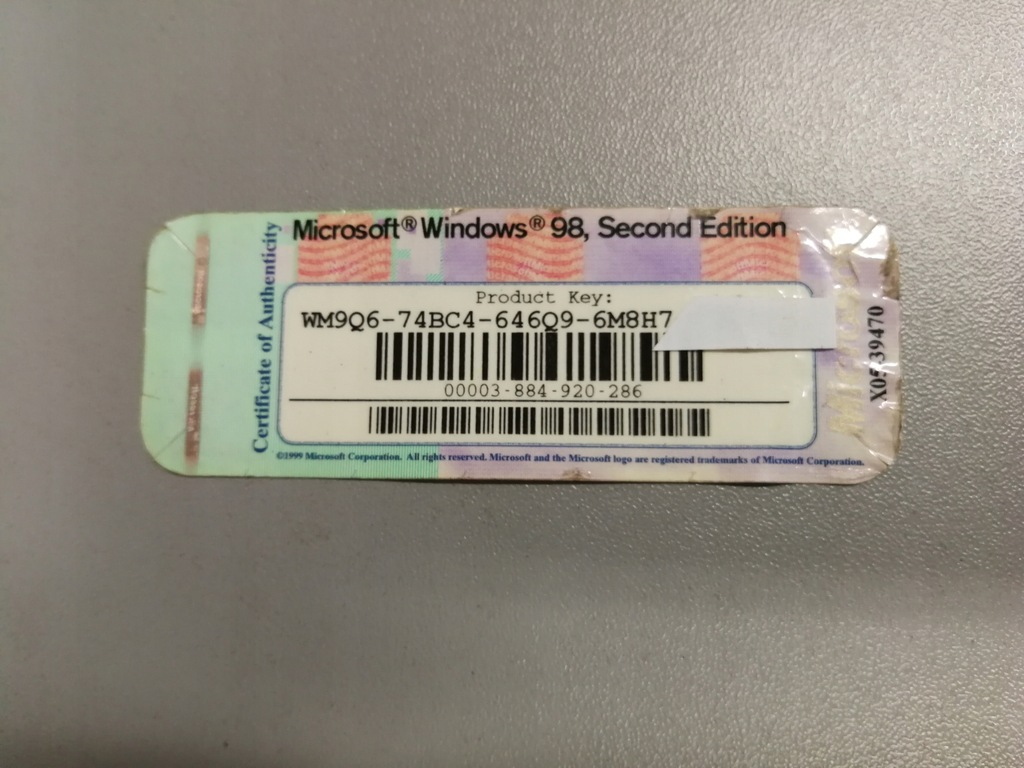 Microsoft® Windows® 98, Second Edition
Certificate of Authenticity
Product Key:
WM9Q6-74BC4-646Q9-6M8H7
00003-884-920-286
©1999 Microsoft Corporation. All rights reserved. Microsoft and the Microsoft logo are registered trademarks of Microsoft Corporation.